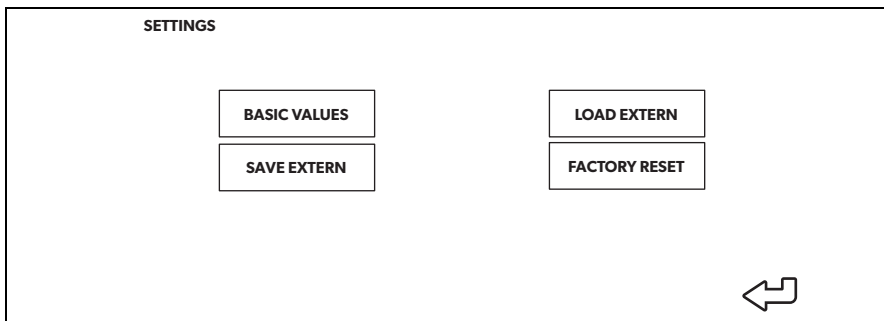 SETTINGS
BASIC VALUES
LOAD EXTERN
SAVE EXTERN
FACTORY RESET